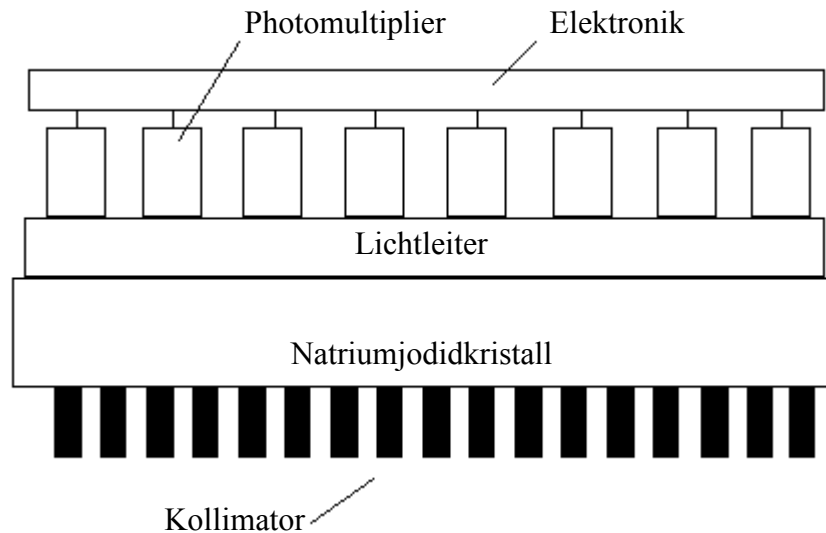 Photomultiplier
Elektronik
Lichtleiter
Natriumjodidkristall
Kollimator